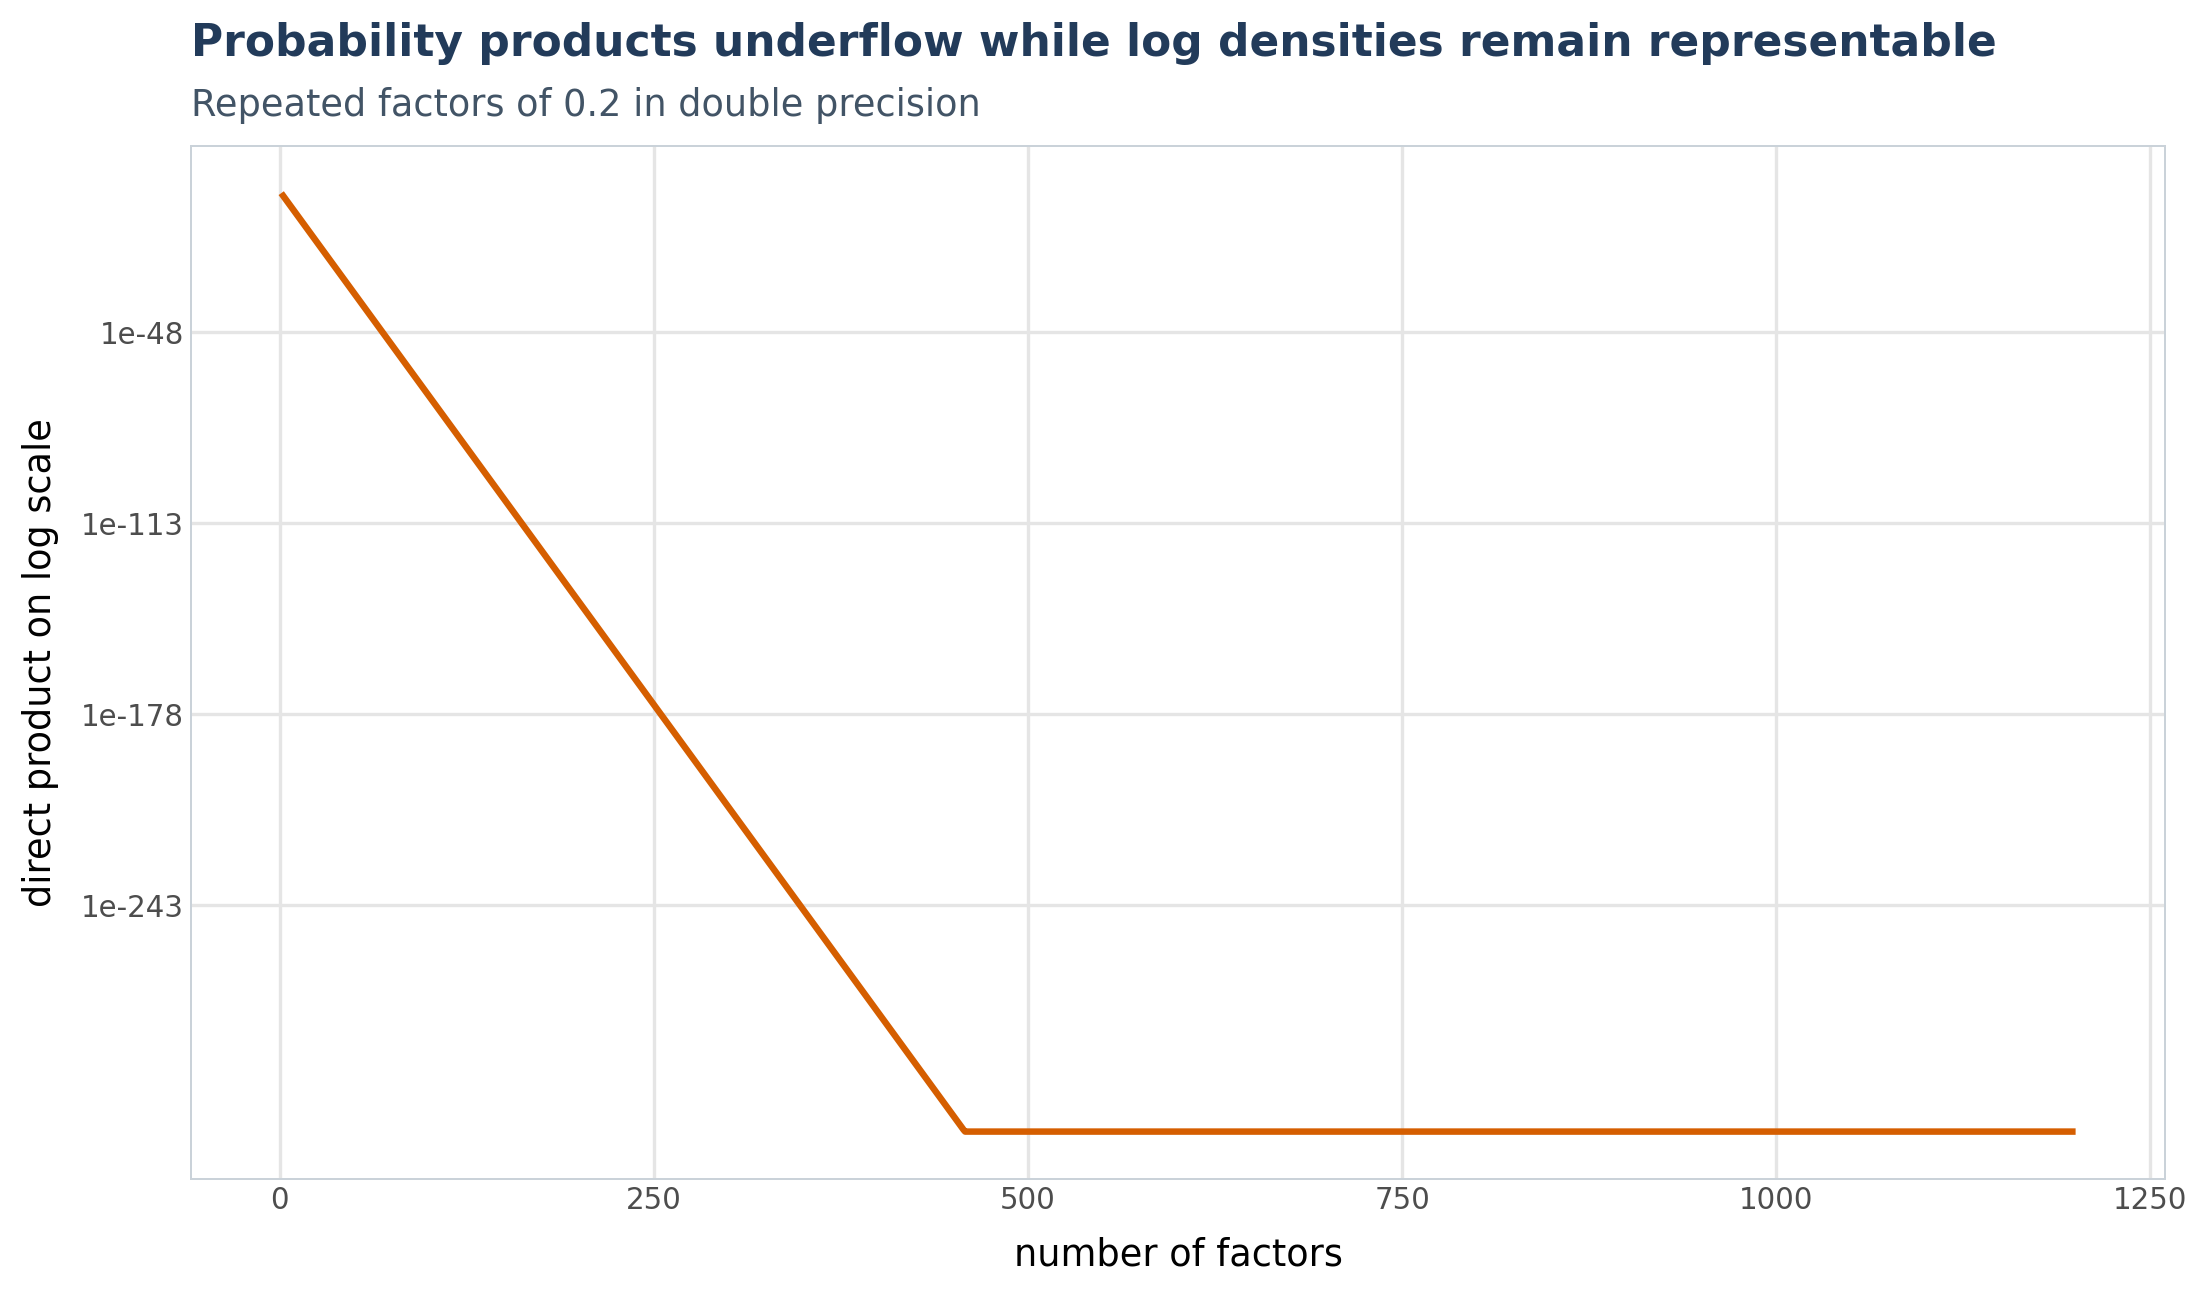 Probability products underflow while log densities remain representable
Repeated factors of 0.2 in double precision
direct product on log scale
1e-48
1e-113
1e-178
1e-243
0 250 500 750 1000 1250
number of factors